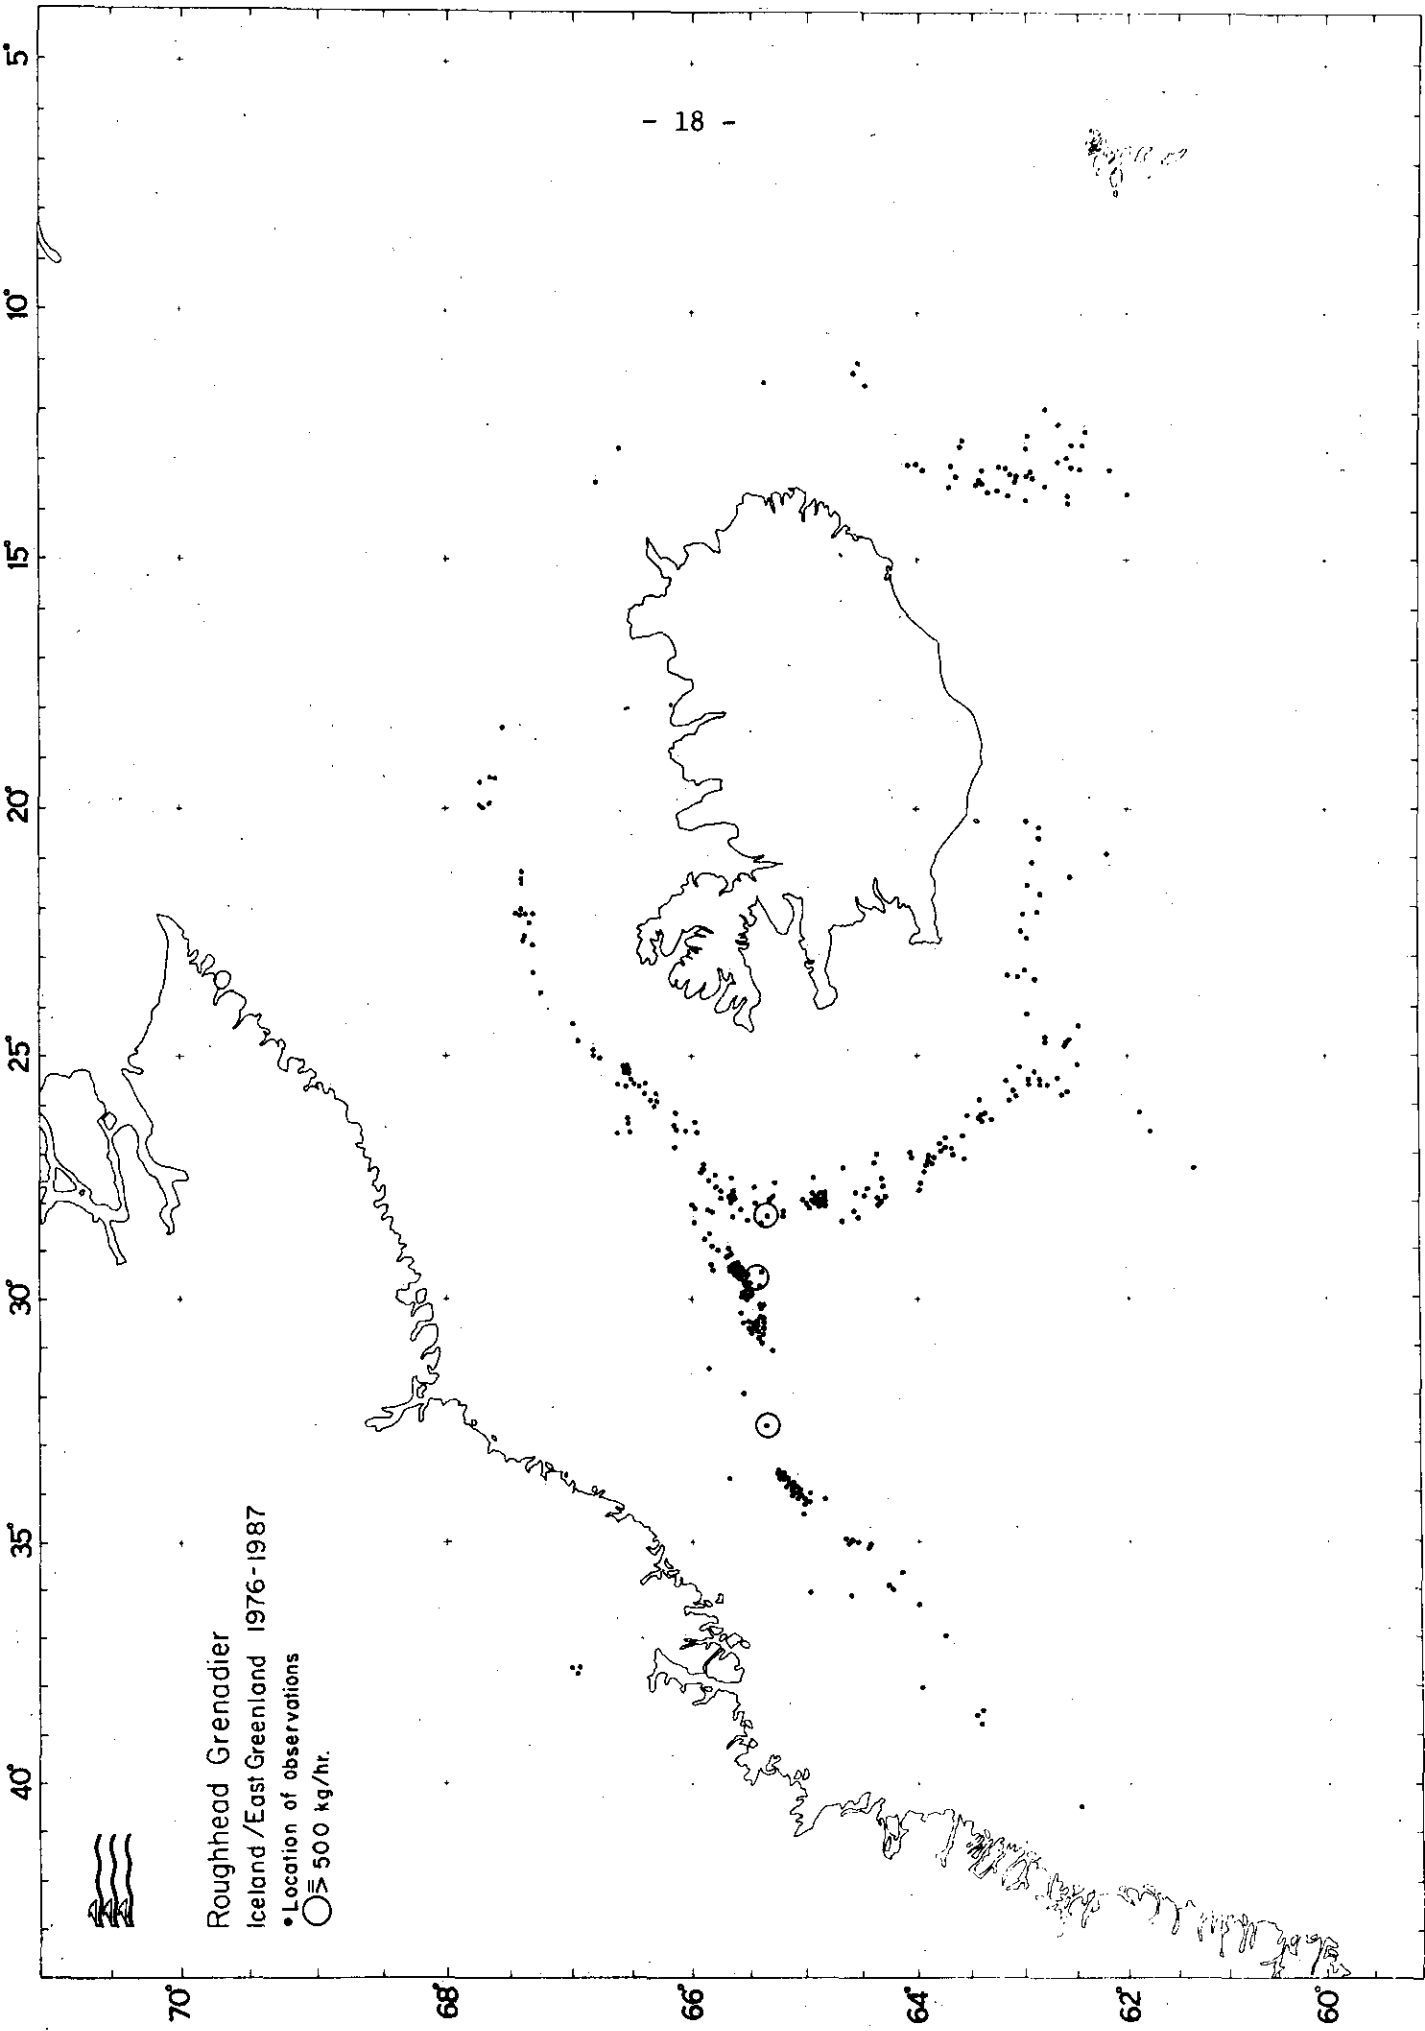 - 18 -
Roughhead Grenadier
Iceland/East Greenland 1976-1987
• Location of observations
○ ≧ 500 kg/hr.
40° 35° 30° 25° 20° 15° 10° 5°
70°
68°
66°
64°
62°
60°